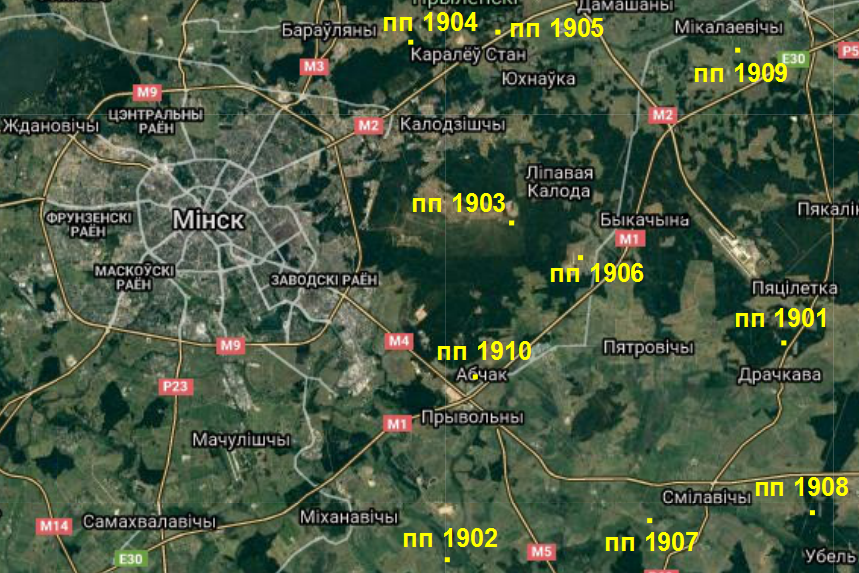 Прылепскі
Дамашаны
Бараўляны
пп 1904
пп 1905
Мікалаевічы
Каралёў Стан
E30
P5
M3
Юхнаўка
пп 1909
M9
ЦЭНТРАЛЬНЫ
РАЁН
M2
Ждановічы
M2
Калодзішчы
Ліпавая
Калода
пп 1903
Пякалін
ФРУНЗЕНСКІ
РАЁН
Мінск
Быкачына
M1
МАСКОЎСКІ
РАЁН
ЗАВОДСКІ РАЁН
пп 1906
Пяцілетка
пп 1901
M9
M4
пп 1910
Пятровічы
P23
Абчак
Драчкава
M1
Прывольны
Мачулішчы
Смілавічы
пп 1908
M14
Самахвалавічы
Міханавічы
E30
пп 1902
M5
пп 1907
Убель